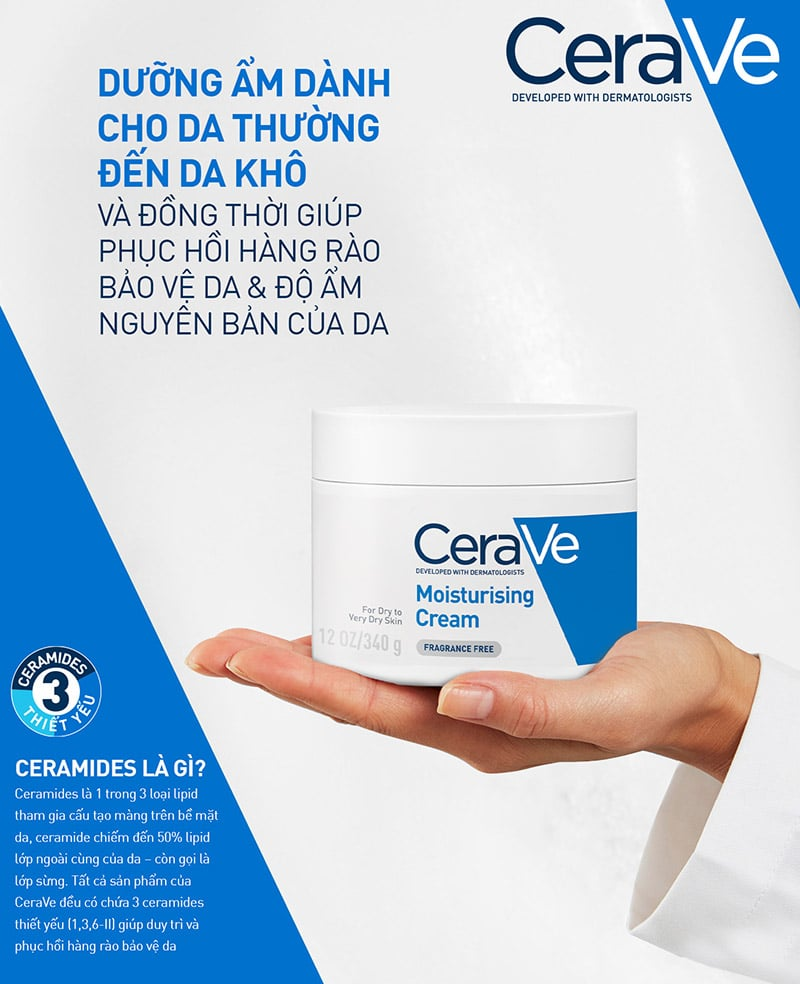 CeraVe
DEVELOPED WITH DERMATOLOGISTS
DƯỠNG ẨM DÀNH
CHO DA THƯỜNG
ĐẾN DA KHÔ
VÀ ĐỒNG THỜI GIÚP
PHỤC HỒI HÀNG RÀO
BẢO VỆ DA & ĐỘ ẨM
NGUYÊN BẢN CỦA DA
CeraVe
DEVELOPED WITH DERMATOLOGISTS
Moisturising
Cream
For Dry to
Very Dry Skin
12 OZ/340 g
FRAGRANCE FREE
CERAMIDES
3
THIẾT YẾU
CERAMIDES LÀ GÌ?
Ceramides là 1 trong 3 loại lipid
tham gia cấu tạo màng trên bề mặt
da, ceramide chiếm đến 50% lipid
lớp ngoài cùng của da – còn gọi là
lớp sừng. Tất cả sản phẩm của
CeraVe đều có chứa 3 ceramides
thiết yếu (1,3,6-II) giúp duy trì và
phục hồi hàng rào bảo vệ da